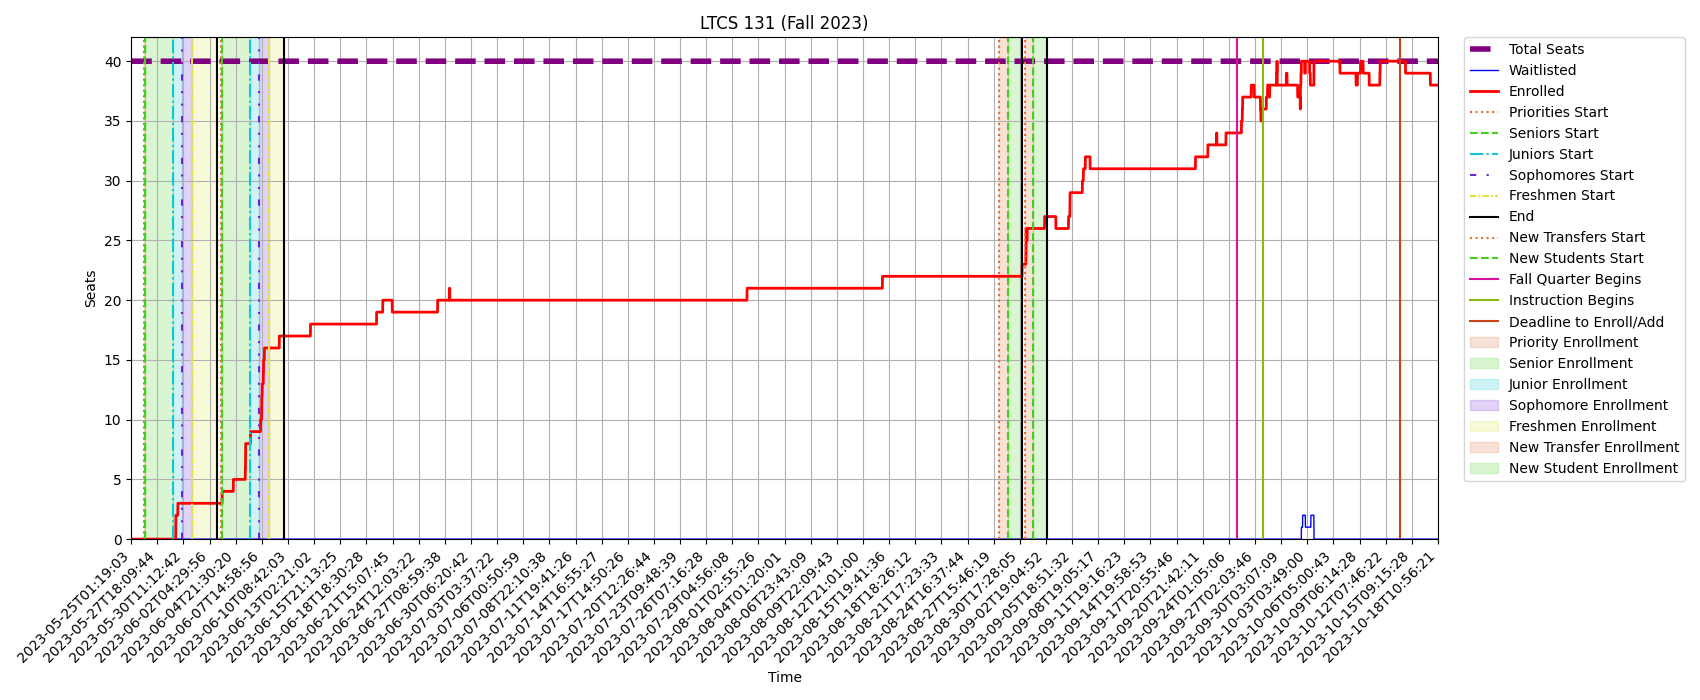 LTCS 131 (Fall 2023)
Seats
40
35
30
25
20
15
10
5
0
2023-05-25T01:19:03
2023-05-27T18:09:44
2023-05-30T11:12:42
2023-06-02T04:29:56
2023-06-04T21:30:20
2023-06-07T14:58:56
2023-06-10T08:42:03
2023-06-13T02:21:02
2023-06-15T21:13:25
2023-06-18T18:30:28
2023-06-21T15:07:45
2023-06-24T12:03:22
2023-06-27T08:59:38
2023-06-30T06:20:42
2023-07-03T03:37:22
2023-07-06T00:50:59
2023-07-08T22:10:38
2023-07-11T19:41:26
2023-07-14T16:55:27
2023-07-17T14:50:26
2023-07-20T12:26:44
2023-07-23T09:48:39
2023-07-26T07:16:28
2023-07-29T04:56:08
2023-08-01T02:55:26
2023-08-04T01:20:01
2023-08-06T23:43:09
2023-08-09T22:09:43
2023-08-12T21:01:00
2023-08-15T19:41:36
2023-08-18T18:26:12
2023-08-21T17:23:33
2023-08-24T16:37:44
2023-08-27T15:46:19
2023-08-30T17:28:05
2023-09-02T19:04:52
2023-09-05T18:51:32
2023-09-08T19:05:17
2023-09-11T19:16:23
2023-09-14T19:58:53
2023-09-17T20:55:46
2023-09-20T21:42:11
2023-09-24T01:05:06
2023-09-27T02:03:46
2023-09-30T03:07:09
2023-10-03T03:49:00
2023-10-06T05:00:43
2023-10-09T06:14:28
2023-10-12T07:46:22
2023-10-15T09:15:28
2023-10-18T10:56:21
Time
Total Seats
Waitlisted
Enrolled
Priorities Start
Seniors Start
Juniors Start
Sophomores Start
Freshmen Start
End
New Transfers Start
New Students Start
Fall Quarter Begins
Instruction Begins
Deadline to Enroll/Add
Priority Enrollment
Senior Enrollment
Junior Enrollment
Sophomore Enrollment
Freshmen Enrollment
New Transfer Enrollment
New Student Enrollment